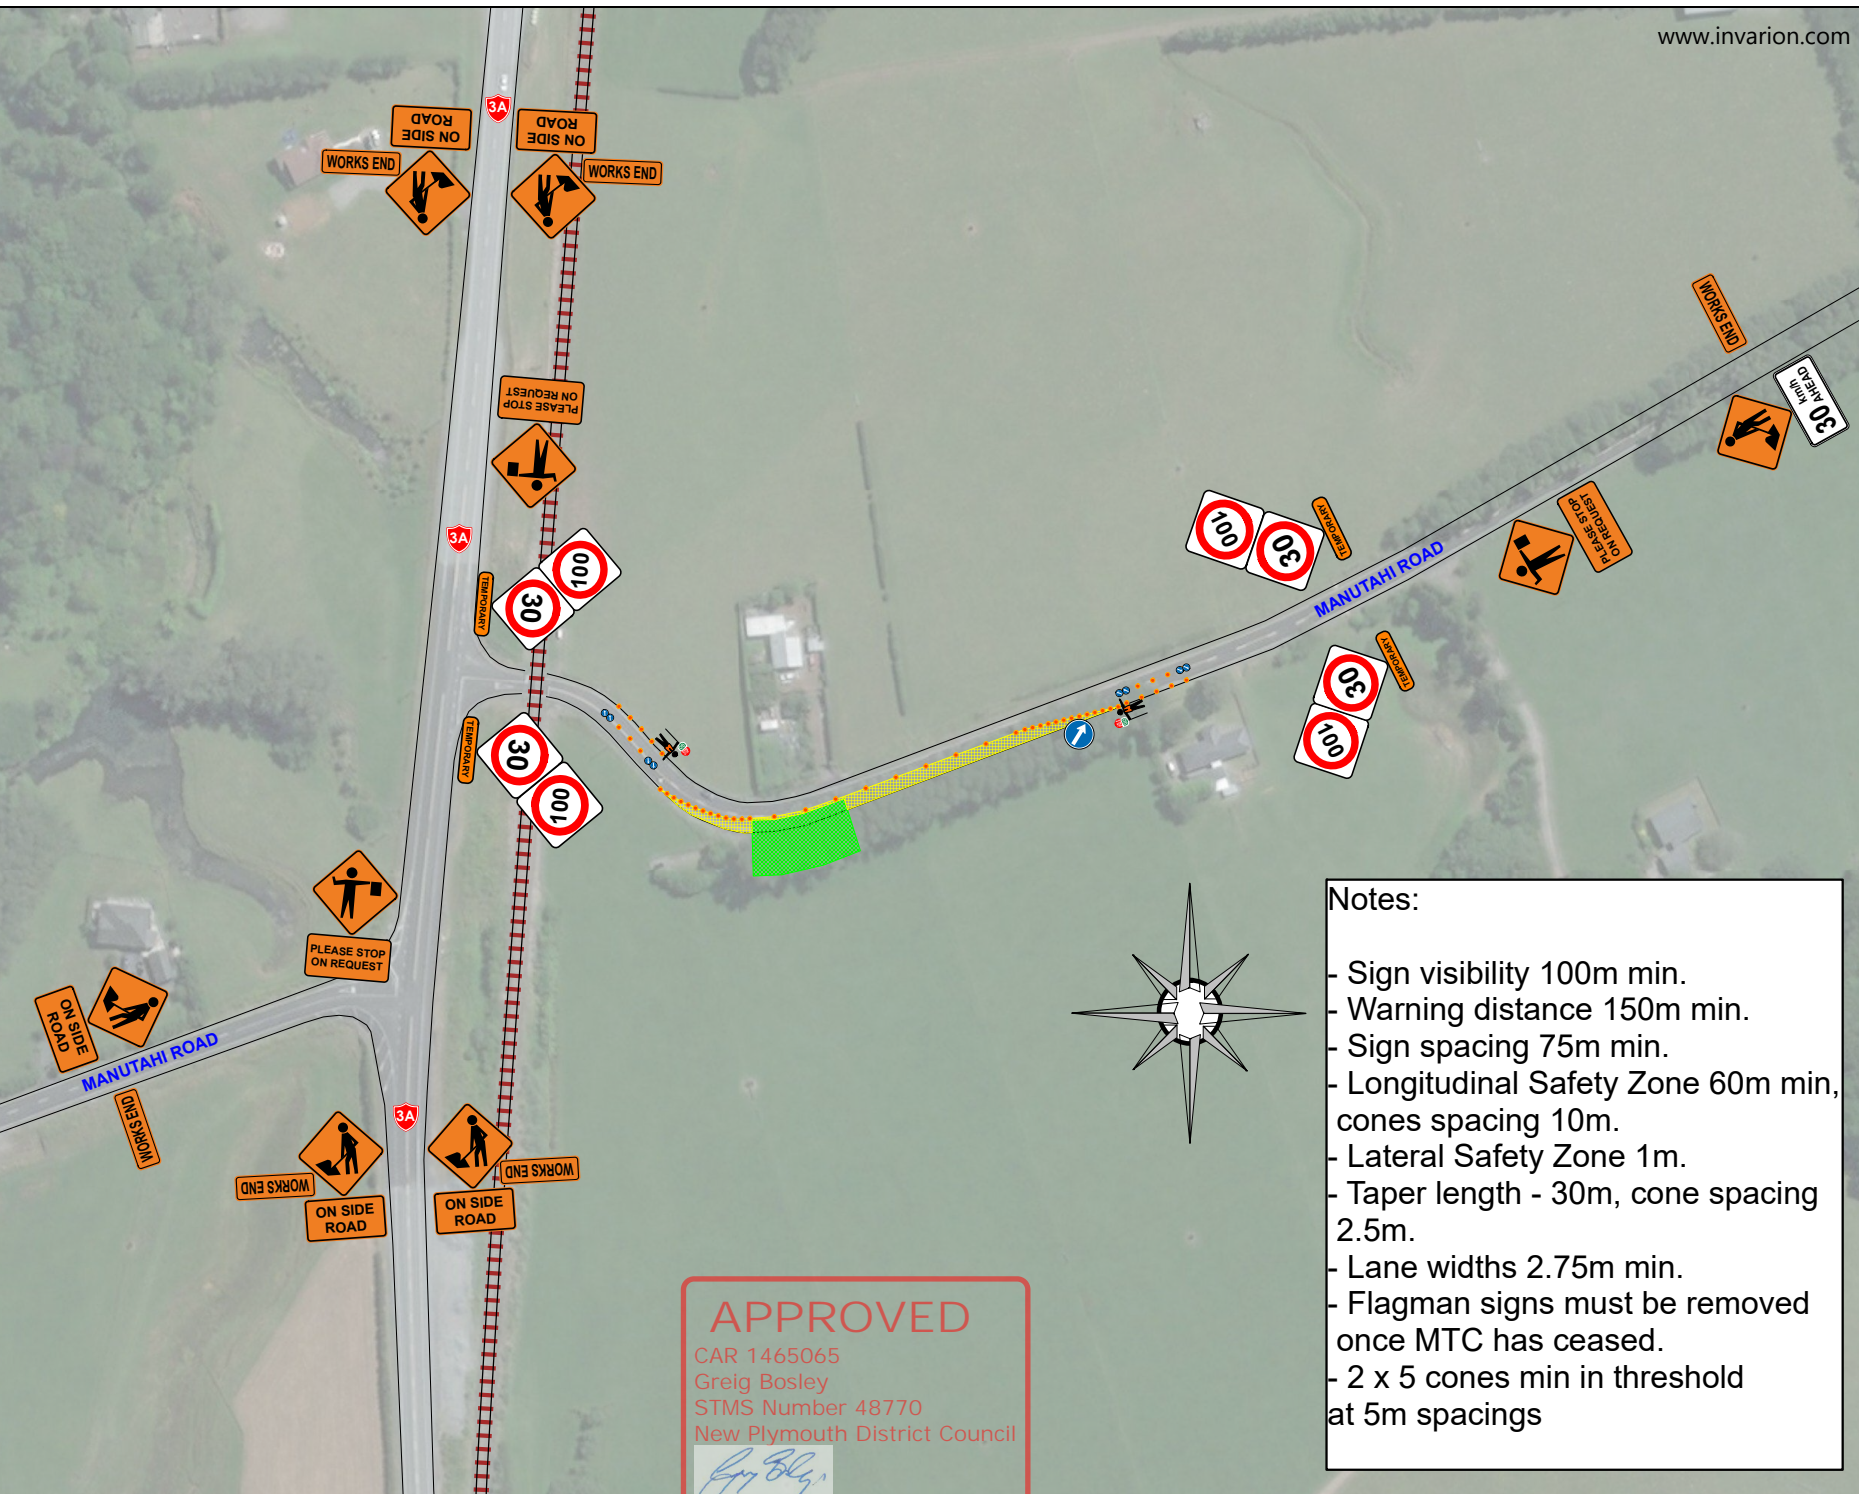 www.invarion.com
3A
ON SIDE
ROAD
ON SIDE
ROAD
WORKS END
WORKS END
WORKS END
PLEASE STOP
ON REQUEST
30 km/h
AHEAD
100
30
TEMPORARY
PLEASE STOP
ON REQUEST
3A
100
30
TEMPORARY
MANUTAHI ROAD
30
100
TEMPORARY
TEMPORARY
30
100
PLEASE STOP
ON REQUEST
ON SIDE
ROAD
MANUTAHI ROAD
WORKS END
3A
WORKS END
WORKS END
ON SIDE
ROAD
ON SIDE
ROAD
Notes:
- Sign visibility 100m min.
- Warning distance 150m min.
- Sign spacing 75m min.
- Longitudinal Safety Zone 60m min,
cones spacing 10m.
- Lateral Safety Zone 1m.
- Taper length - 30m, cone spacing
2.5m.
- Lane widths 2.75m min.
- Flagman signs must be removed
once MTC has ceased.
- 2 x 5 cones min in threshold
at 5m spacings
APPROVED
CAR 1465065
Greig Bosley
STMS Number 48770
New Plymouth District Council